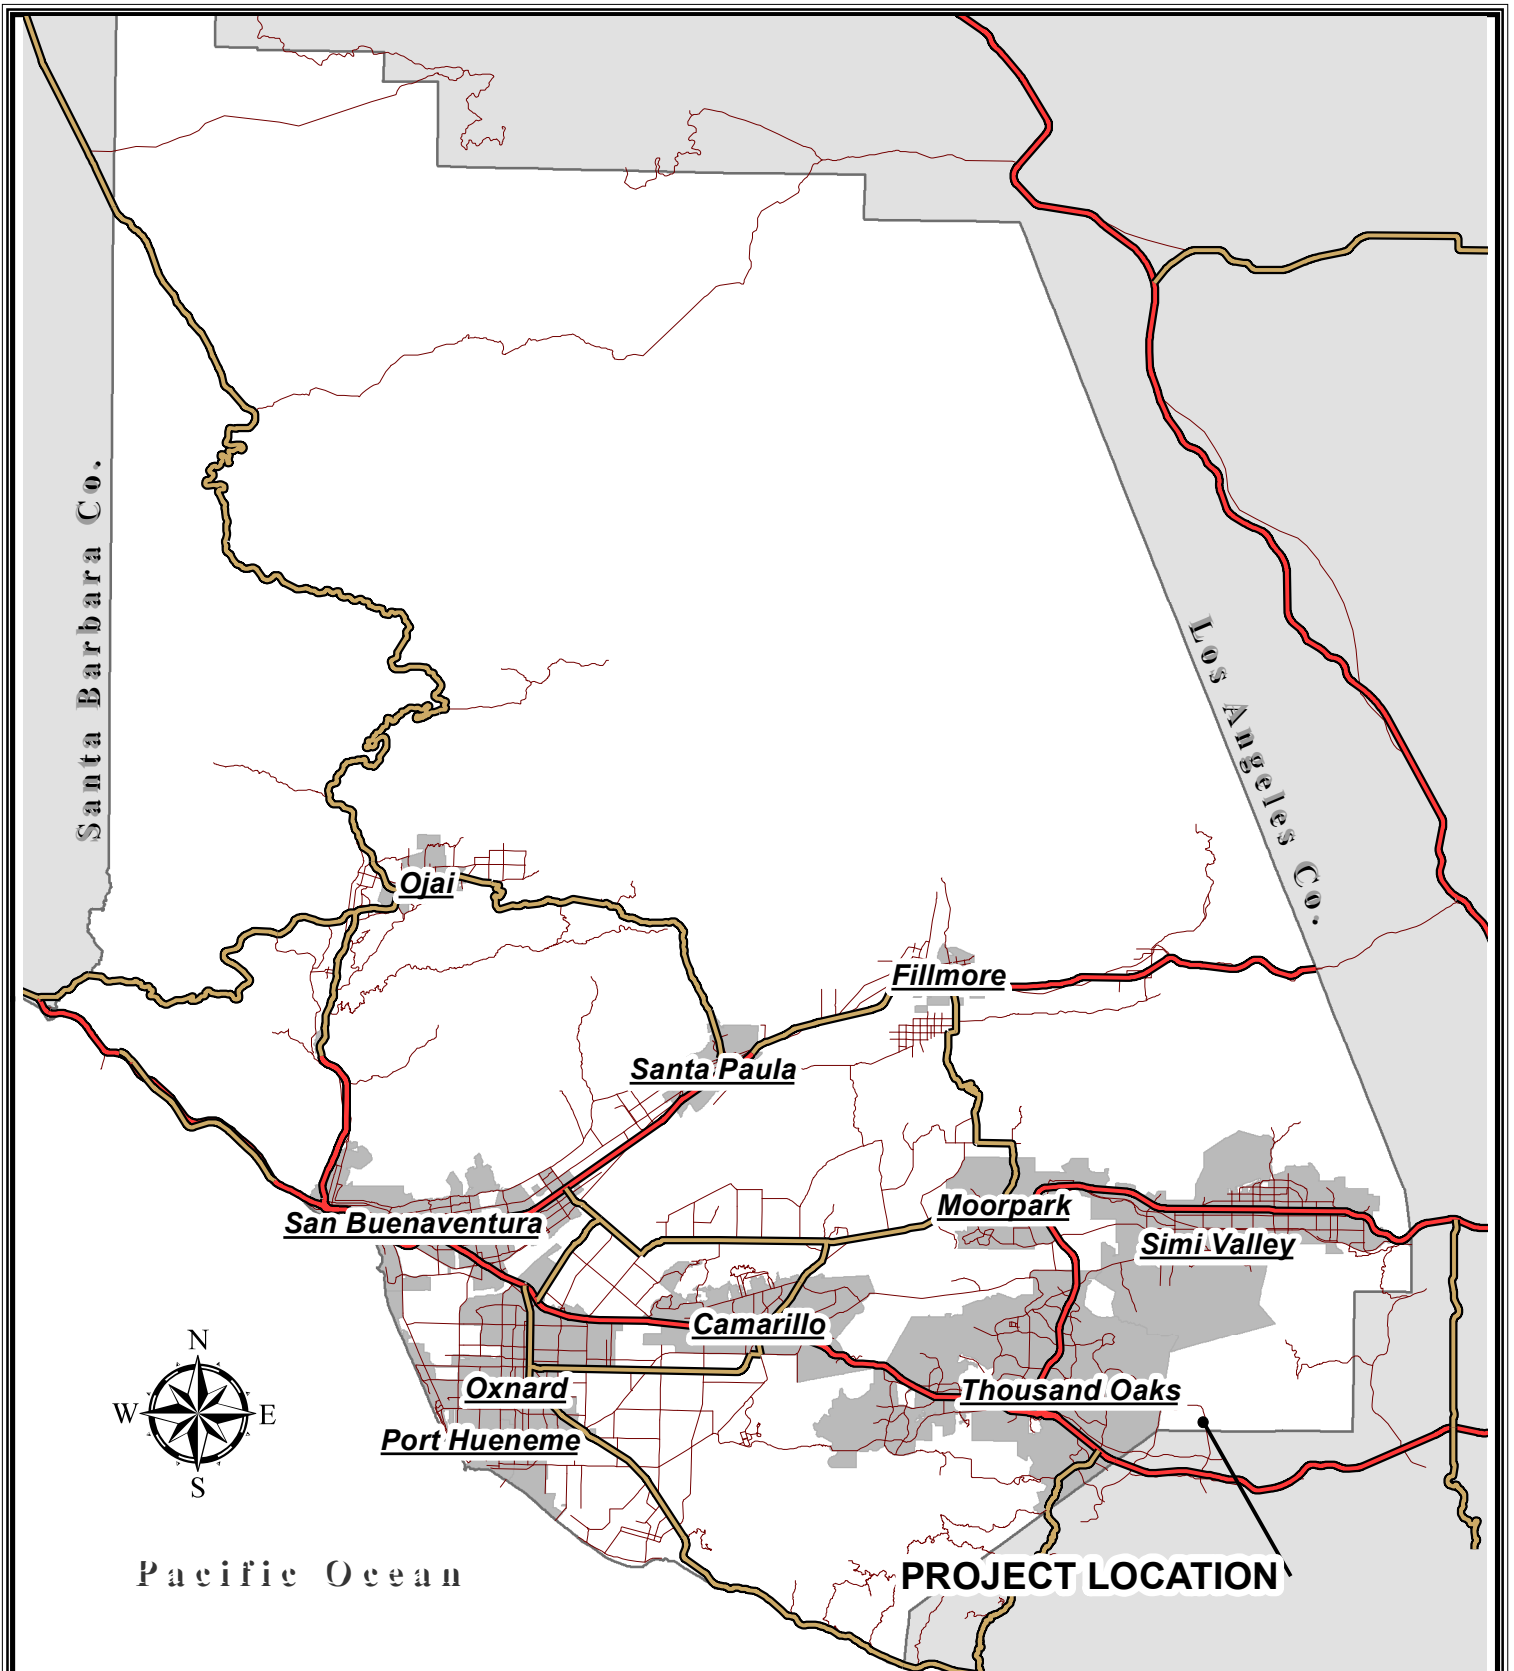 Santa Barbara Co.
Los Angeles Co.
Ojai
Fillmore
Santa Paula
Moorpark
San Buenaventura
Simi Valley
Camarillo
Oxnard
Thousand Oaks
Port Hueneme
N
W E
S
Pacific Ocean
PROJECT LOCATION